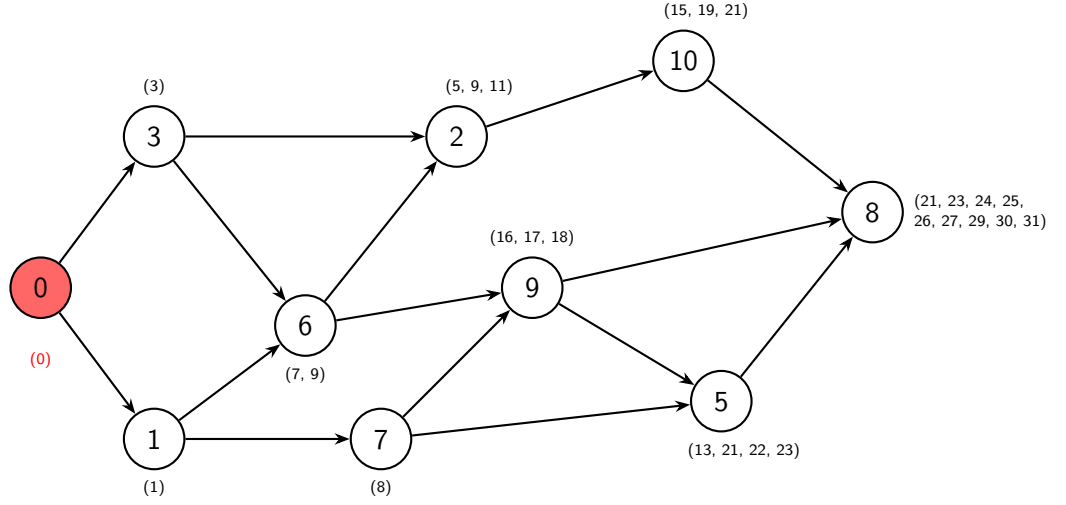 (15, 19, 21)
10
(3)
(5, 9, 11)
3
2
8
(21, 23, 24, 25,
26, 27, 29, 30, 31)
(16, 17, 18)
0
9
6
(0)
(7, 9)
5
1
7
(13, 21, 22, 23)
(1)
(8)